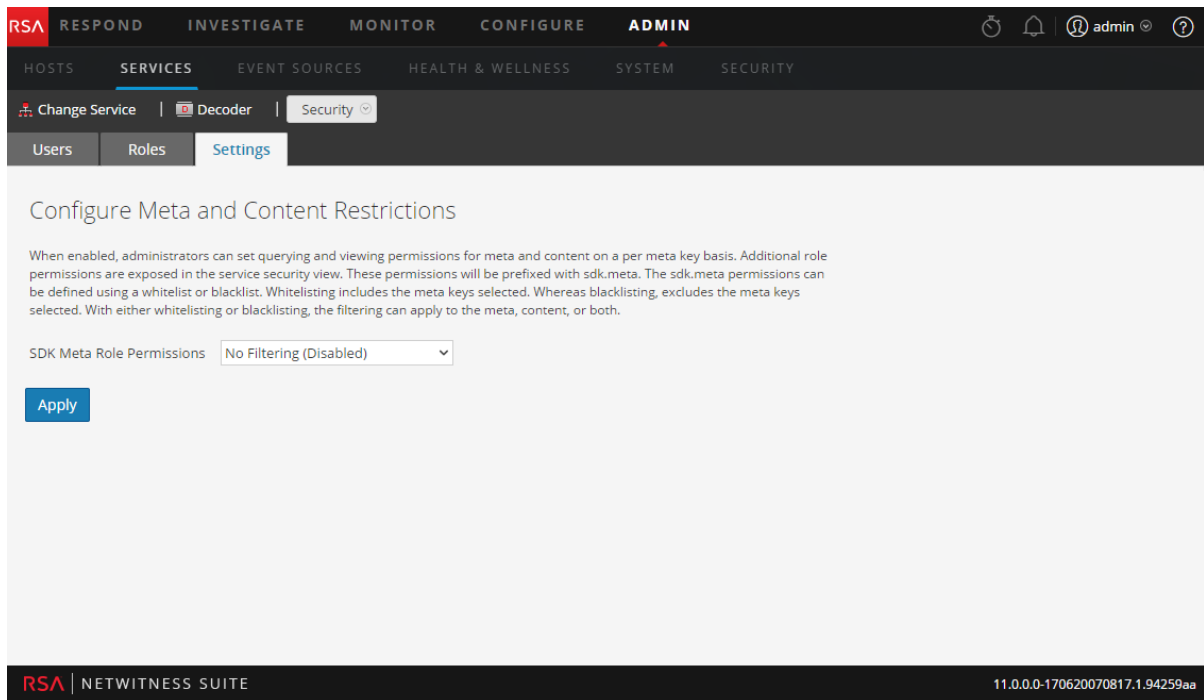 RSA RESPOND INVESTIGATE MONITOR CONFIGURE ADMIN admin ?
HOSTS SERVICES EVENT SOURCES HEALTH & WELLNESS SYSTEM SECURITY
Change Service | D Decoder | Security
Users Roles Settings
Configure Meta and Content Restrictions
When enabled, administrators can set querying and viewing permissions for meta and content on a per meta key basis. Additional role
permissions are exposed in the service security view. These permissions will be prefixed with sdk.meta. The sdk.meta permissions can
be defined using a whitelist or blacklist. Whitelisting includes the meta keys selected. Whereas blacklisting, excludes the meta keys
selected. With either whitelisting or blacklisting, the filtering can apply to the meta, content, or both.
SDK Meta Role Permissions No Filtering (Disabled)
Apply
RSA | NETWITNESS SUITE 11.0.0.0-170620070817.1.94259aa